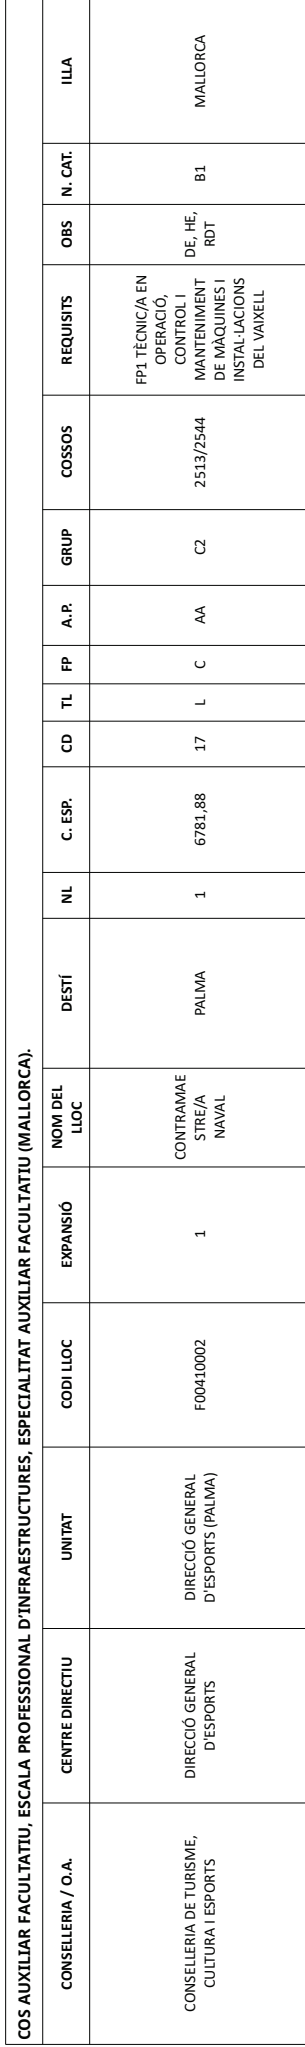 COS AUXILIAR FACULTATIU, ESCALA PROFESSIONAL D'INFRAESTRUCTURES, ESPECIALITAT AUXILIAR FACULTATIU (MALLORCA).
CONSELLERIA / O.A.
CENTRE DIRECTIU
UNITAT
CODI LLOC
EXPANSIÓ
NOM DEL
LLOC
DESTÍ
NL
C. ESP.
CD
TL
FP
A.P.
GRUP
COSSOS
REQUISITS
OBS
N. CAT.
ILLA
CONSELLERIA DE TURISME,
CULTURA I ESPORTS
DIRECCIÓ GENERAL
D'ESPORTS
DIRECCIÓ GENERAL
D'ESPORTS (PALMA)
F00410002
1
CONTRAMAE
STRE/A
NAVAL
PALMA
1
6781,88
17
L
C
AA
C2
2513/2544
FP1 TÈCNIC/A EN
OPERACIÓ,
CONTROL I
MANTENIMENT
DE MÀQUINES I
INSTAL·LACIONS
DEL VAIXELL
DE, HE,
RDT
B1
MALLORCA